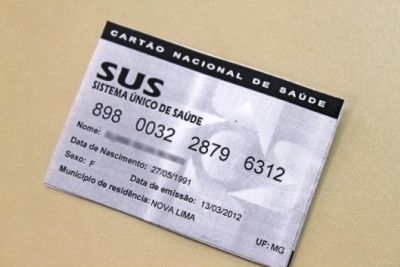 CARTÃO NACIONAL DE SAÚDE
SUS
SISTEMA ÚNICO DE SAÚDE
898 0032 2879 6312
Nome:
Data de Nascimento: 27/05/1991
Sexo: F Data de emissão: 13/03/2012
Município de residência: NOVA LIMA UF: MG